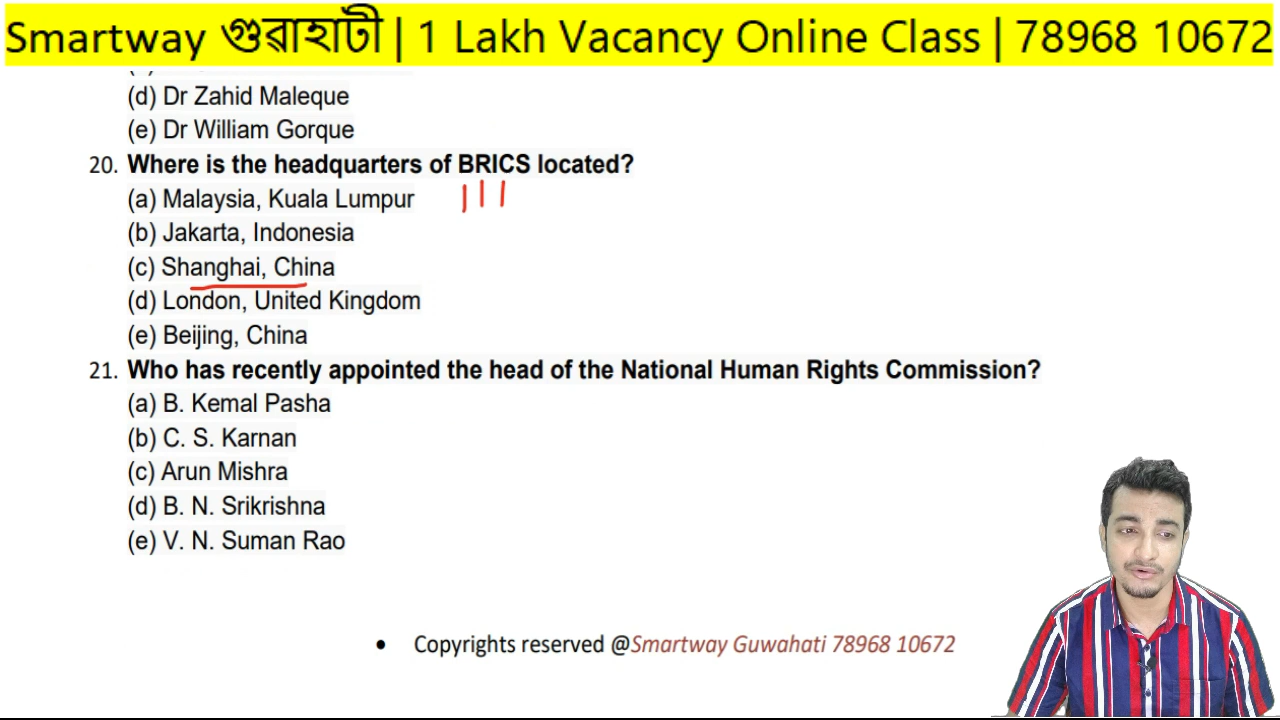 Smartway গুৱাহাটী | 1 Lakh Vacancy Online Class | 78968 10672
(d) Dr Zahid Maleque
(e) Dr William Gorque
20. Where is the headquarters of BRICS located?
(a) Malaysia, Kuala Lumpur
(b) Jakarta, Indonesia
(c) Shanghai, China
(d) London, United Kingdom
(e) Beijing, China
21. Who has recently appointed the head of the National Human Rights Commission?
(a) B. Kemal Pasha
(b) C. S. Karnan
(c) Arun Mishra
(d) B. N. Srikrishna
(e) V. N. Suman Rao
• Copyrights reserved @Smartway Guwahati 78968 10672